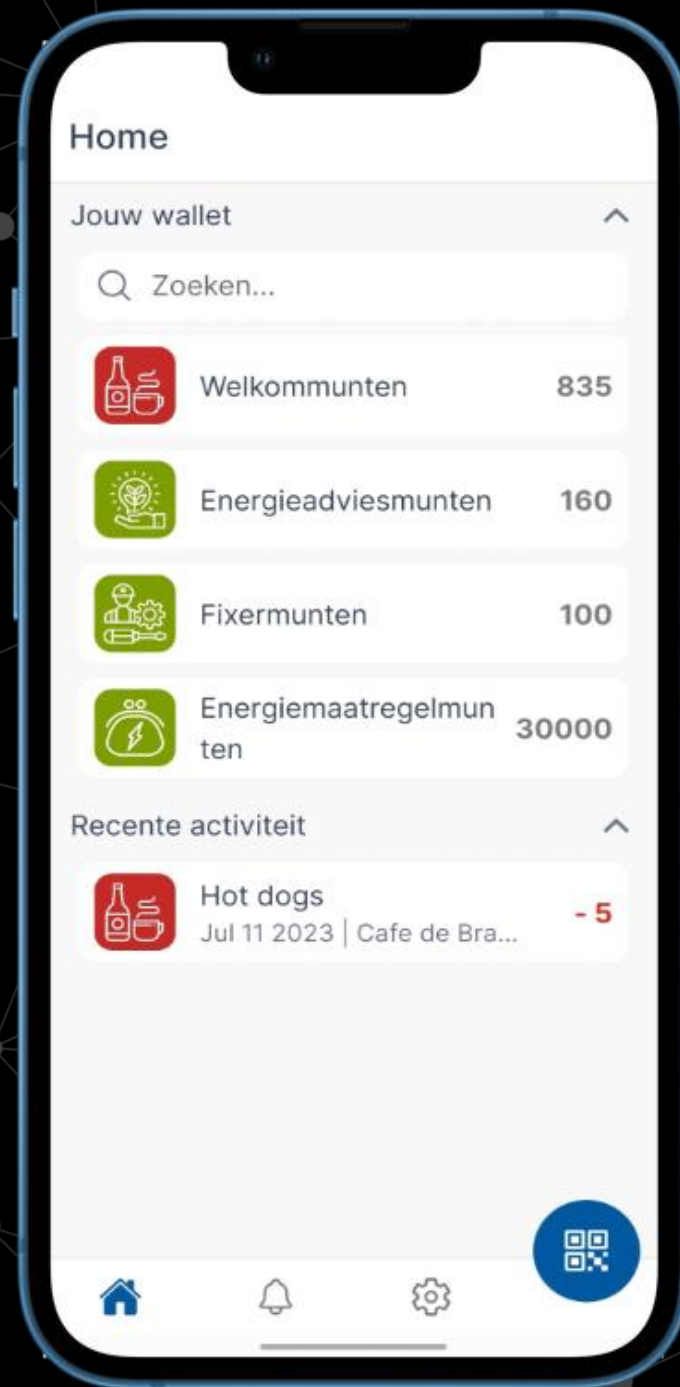 Home
Jouw wallet
Zoeken...
Welkommunten 835
Energieadviesmunten 160
Fixermunten 100
Energiemaatregelmun
ten 30000
Recente activiteit
Hot dogs
Jul 11 2023 | Cafe de Bra... - 5